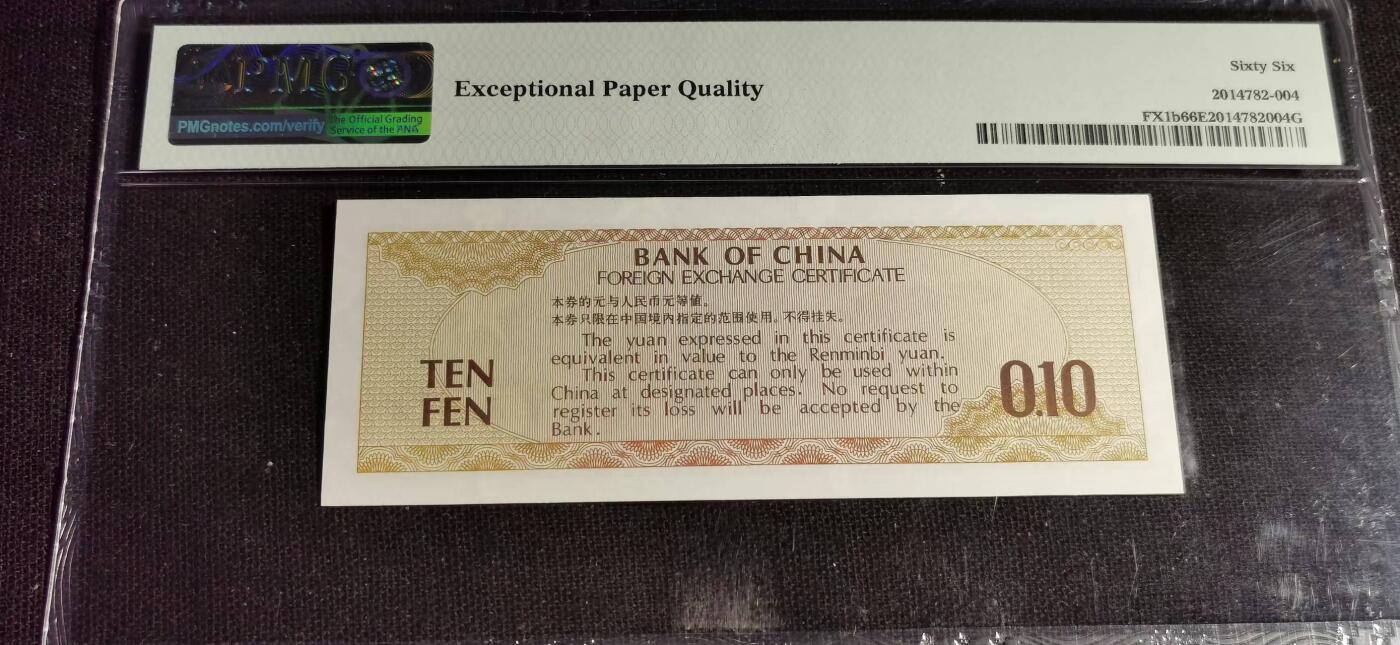 PMG
PMGnotes.com/verify
The Official Grading
Service of the ANA
Exceptional Paper Quality
Sixty Six
2014782-004
FX1b66E2014782004G
BANK OF CHINA
FOREIGN EXCHANGE CERTIFICATE
本券的元与人民币元等值。
本券只限在中国境内指定的范围使用。不得挂失。
The yuan expressed in this certificate is
equivalent in value to the Renminbi yuan.
This certificate can only be used within
China at designated places. No request to
register its loss will be accepted by the
Bank.
TEN
FEN
0.10